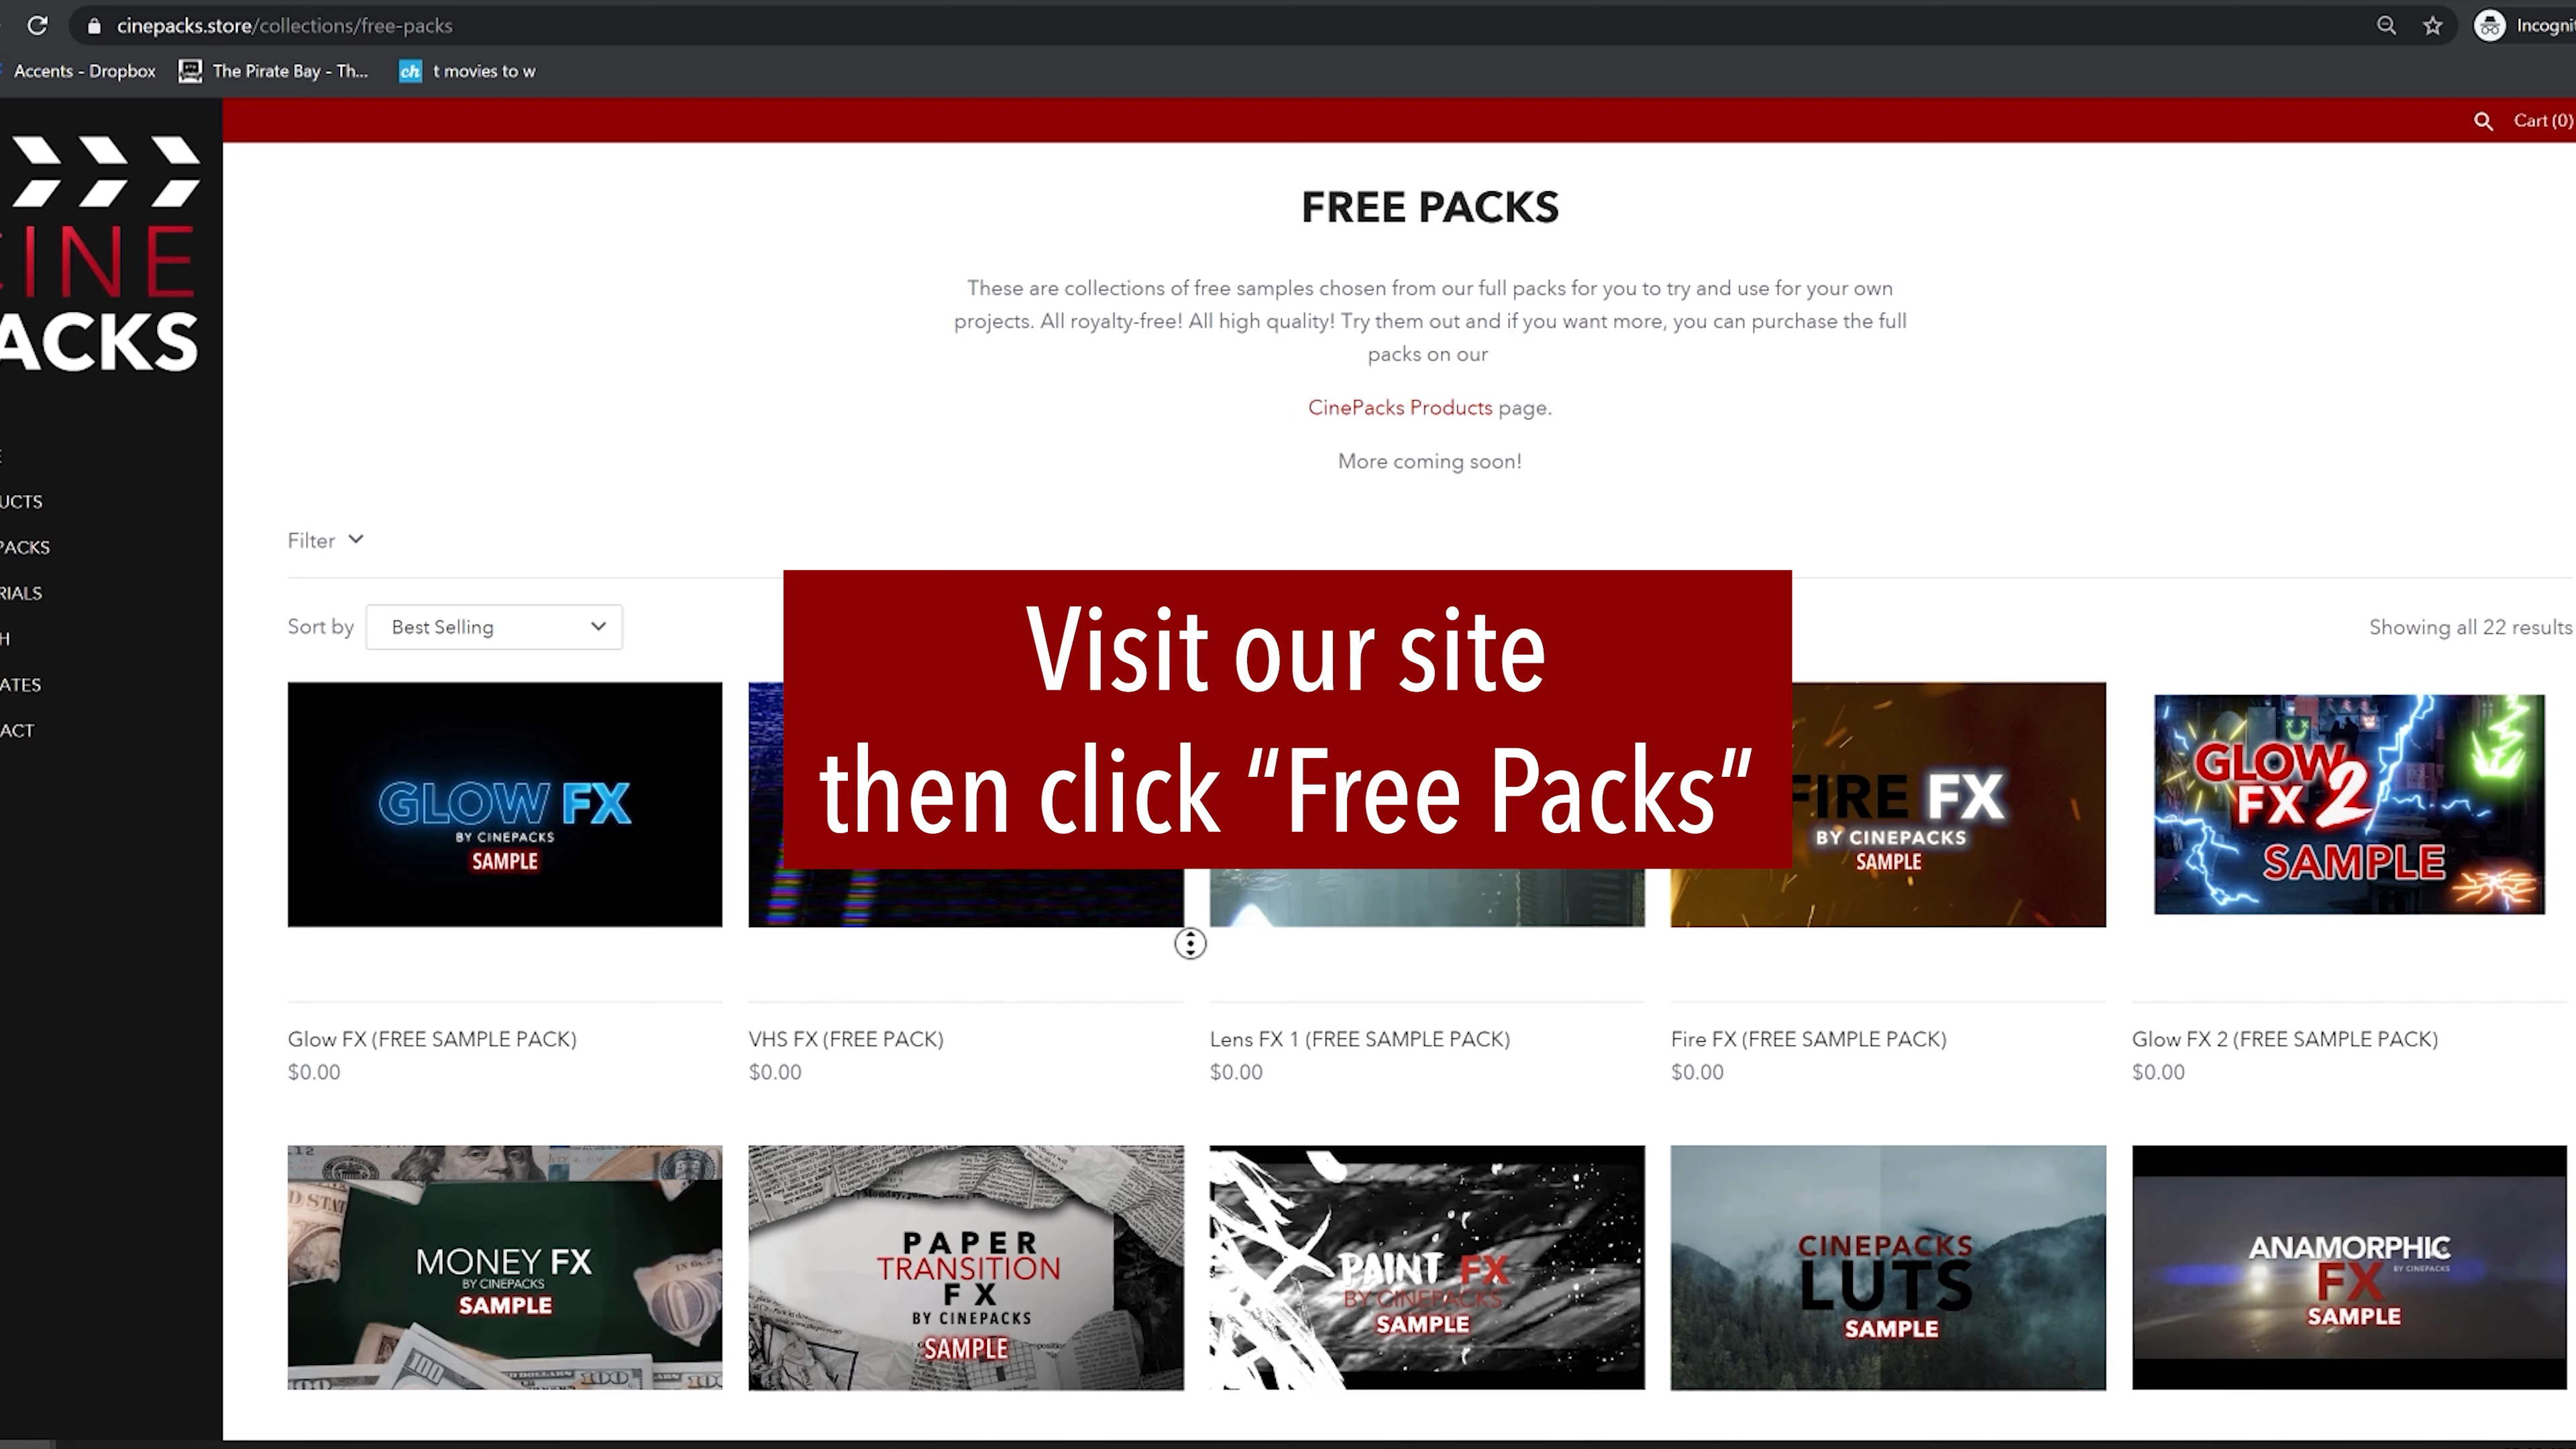 cinepacks.store/collections/free-packs
Incogni
Accents - Dropbox
The Pirate Bay - Th...
ch
t movies to w
Cart (0)
CINE
ACKS
E
UCTS
PACKS
RIALS
H
ATES
ACT
FREE PACKS
These are collections of free samples chosen from our full packs for you to try and use for your own
projects. All royalty-free! All high quality! Try them out and if you want more, you can purchase the full
packs on our
CinePacks Products page.
More coming soon!
Filter
Sort by
Best Selling
Showing all 22 results
Visit our site
then click “Free Packs”
GLOW FX
BY CINEPACKS
SAMPLE
FIRE FX
BY CINEPACKS
SAMPLE
GLOW
FX 2
SAMPLE
Glow FX (FREE SAMPLE PACK)
$0.00
VHS FX (FREE PACK)
$0.00
Lens FX 1 (FREE SAMPLE PACK)
$0.00
Fire FX (FREE SAMPLE PACK)
$0.00
Glow FX 2 (FREE SAMPLE PACK)
$0.00
MONEY FX
BY CINEPACKS
SAMPLE
PAPER
TRANSITION
FX
BY CINEPACKS
SAMPLE
PAINT FX
BY CINEPACKS
SAMPLE
CINEPACKS
LUTS
SAMPLE
ANAMORPHIC
BY CINEPACKS
FX
SAMPLE